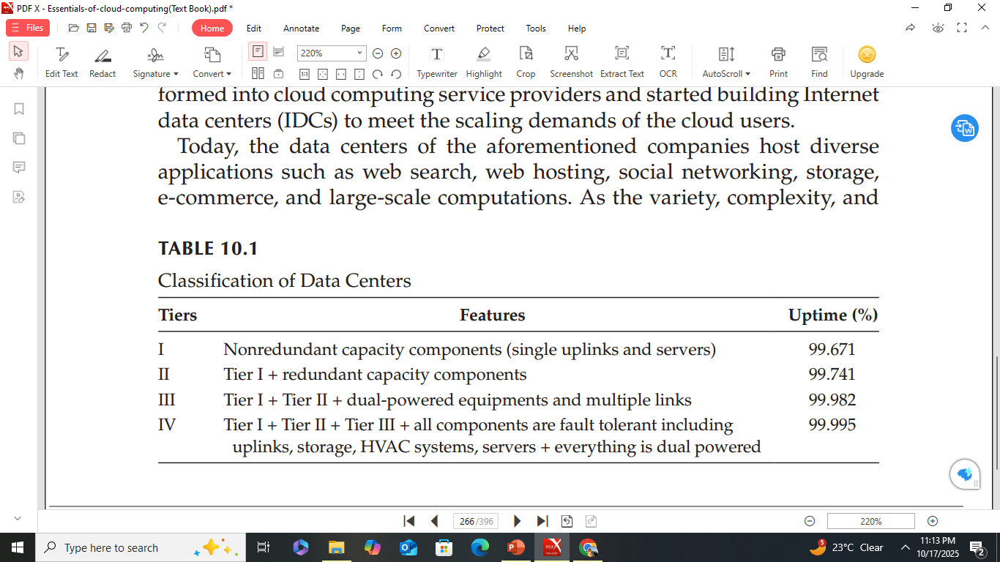 PDF X - Essentials-of-cloud-computing(Text Book).pdf *
Files
Home Edit Annotate Page Form Convert Protect Tools Help
220%
Edit Text Redact Signature Convert Typewriter Highlight Crop Screenshot Extract Text OCR AutoScroll Print Find Upgrade
formed into cloud computing service providers and started building Internet
data centers (IDCs) to meet the scaling demands of the cloud users.
Today, the data centers of the aforementioned companies host diverse
applications such as web search, web hosting, social networking, storage,
e-commerce, and large-scale computations. As the variety, complexity, and
TABLE 10.1
Classification of Data Centers
Tiers Features Uptime (%)
I Nonredundant capacity components (single uplinks and servers) 99.671
II Tier I + redundant capacity components 99.741
III Tier I + Tier II + dual-powered equipments and multiple links 99.982
IV Tier I + Tier II + Tier III + all components are fault tolerant including 99.995
uplinks, storage, HVAC systems, servers + everything is dual powered
266/396
220%
Type here to search
5
23°C Clear
11:13 PM
10/17/2025
2